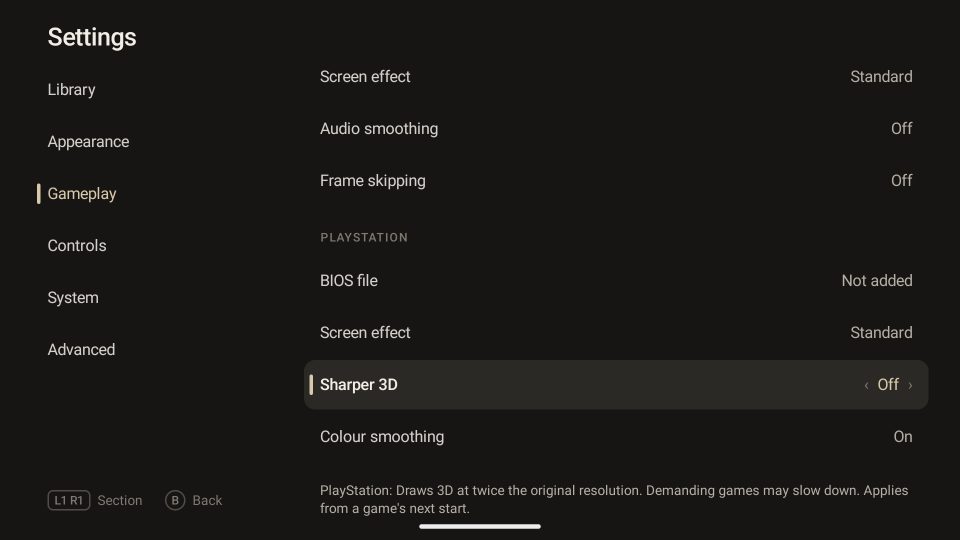 Settings
Library
Appearance
Gameplay
Controls
System
Advanced
L1 R1 Section B Back
Screen effect Standard
Audio smoothing Off
Frame skipping Off
PLAYSTATION
BIOS file Not added
Screen effect Standard
Sharper 3D ‹ Off ›
Colour smoothing On
PlayStation: Draws 3D at twice the original resolution. Demanding games may slow down. Applies
from a game's next start.